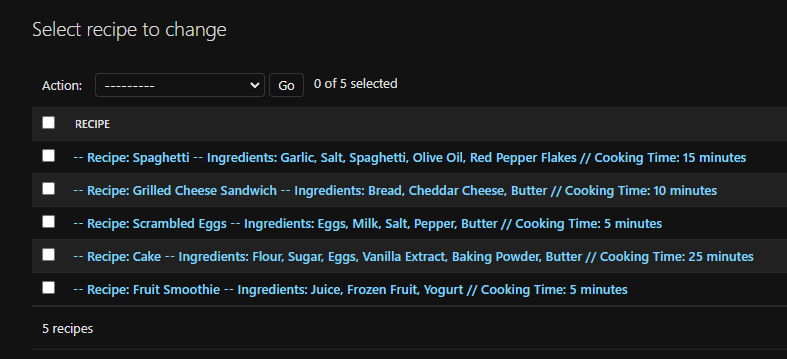 Select recipe to change
Action: --------- Go 0 of 5 selected
RECIPE
-- Recipe: Spaghetti -- Ingredients: Garlic, Salt, Spaghetti, Olive Oil, Red Pepper Flakes // Cooking Time: 15 minutes
-- Recipe: Grilled Cheese Sandwich -- Ingredients: Bread, Cheddar Cheese, Butter // Cooking Time: 10 minutes
-- Recipe: Scrambled Eggs -- Ingredients: Eggs, Milk, Salt, Pepper, Butter // Cooking Time: 5 minutes
-- Recipe: Cake -- Ingredients: Flour, Sugar, Eggs, Vanilla Extract, Baking Powder, Butter // Cooking Time: 25 minutes
-- Recipe: Fruit Smoothie -- Ingredients: Juice, Frozen Fruit, Yogurt // Cooking Time: 5 minutes
5 recipes